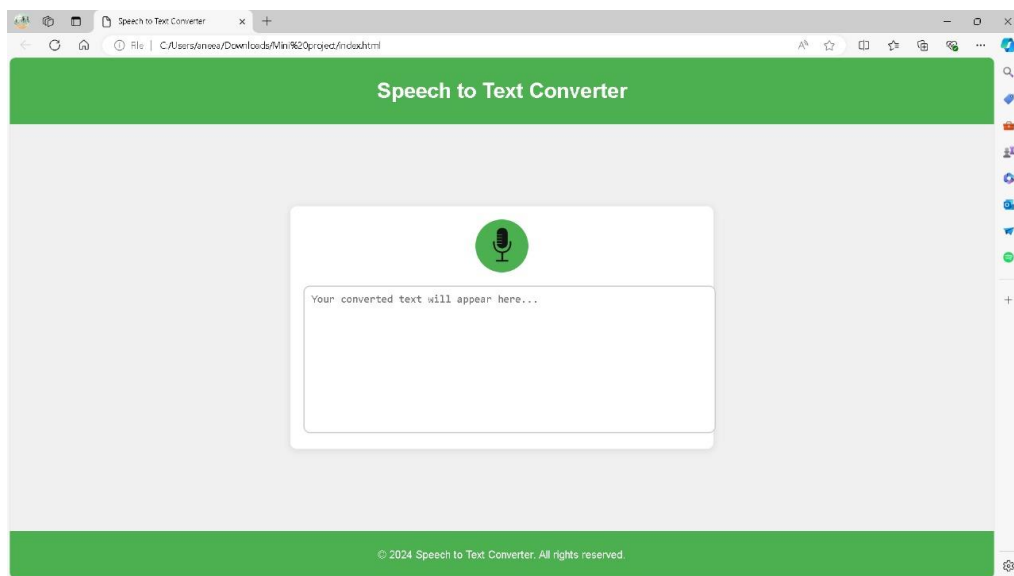 Speech to Text Converter
File | C:/Users/aneea/Downloads/Mini%20project/index.html
Speech to Text Converter
Your converted text will appear here...
© 2024 Speech to Text Converter. All rights reserved.